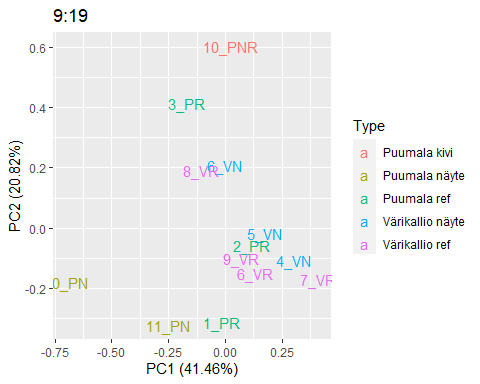 9:19
10_PNR
3_PR
6_VN
8_VR
5_VN
2_PR
9_VR
4_VN
6_VR
7_VR
0_PN
11_PN
1_PR
0.6
0.4
0.2
0.0
-0.2
-0.75
-0.25
0.00
0.25
PC1 (41.46%)
PC2 (20.82%)
Type
a Puumala kivi
a Puumala näyte
a Puumala ref
a Värikallio näyte
a Värikallio ref